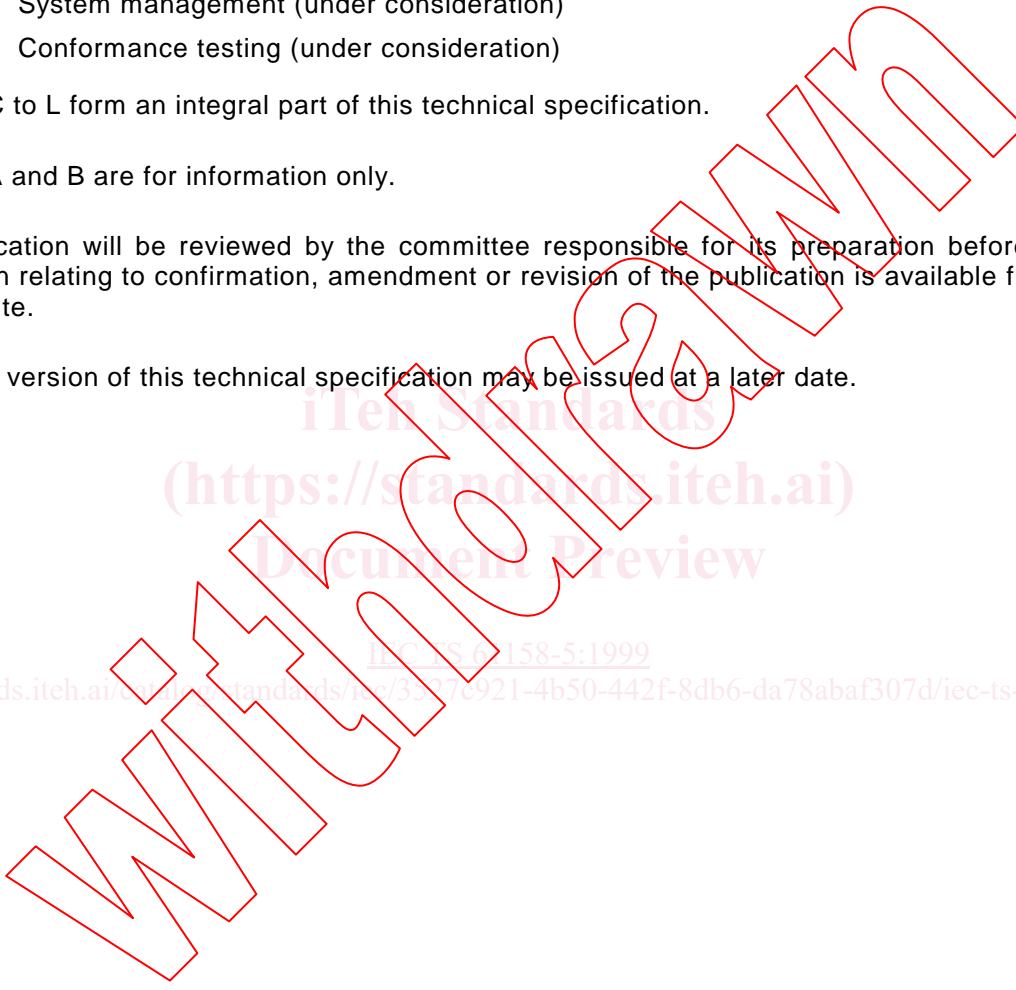 System management (under consideration)
Conformance testing (under consideration)
C to L form an integral part of this technical specification.
A and B are for information only.
cation will be reviewed by the committee responsible for its preparation before
n relating to confirmation, amendment or revision of the publication is available f
te.
version of this technical specification may be issued at a later date.
iTeh Standards
(https://standards.iteh.ai)
Document Preview
IEC TS 61158-5:1999
ds.iteh.ai/catalog/standards/iec/3527c921-4b50-442f-8db6-da78abaf307d/iec-ts-
withdrawn